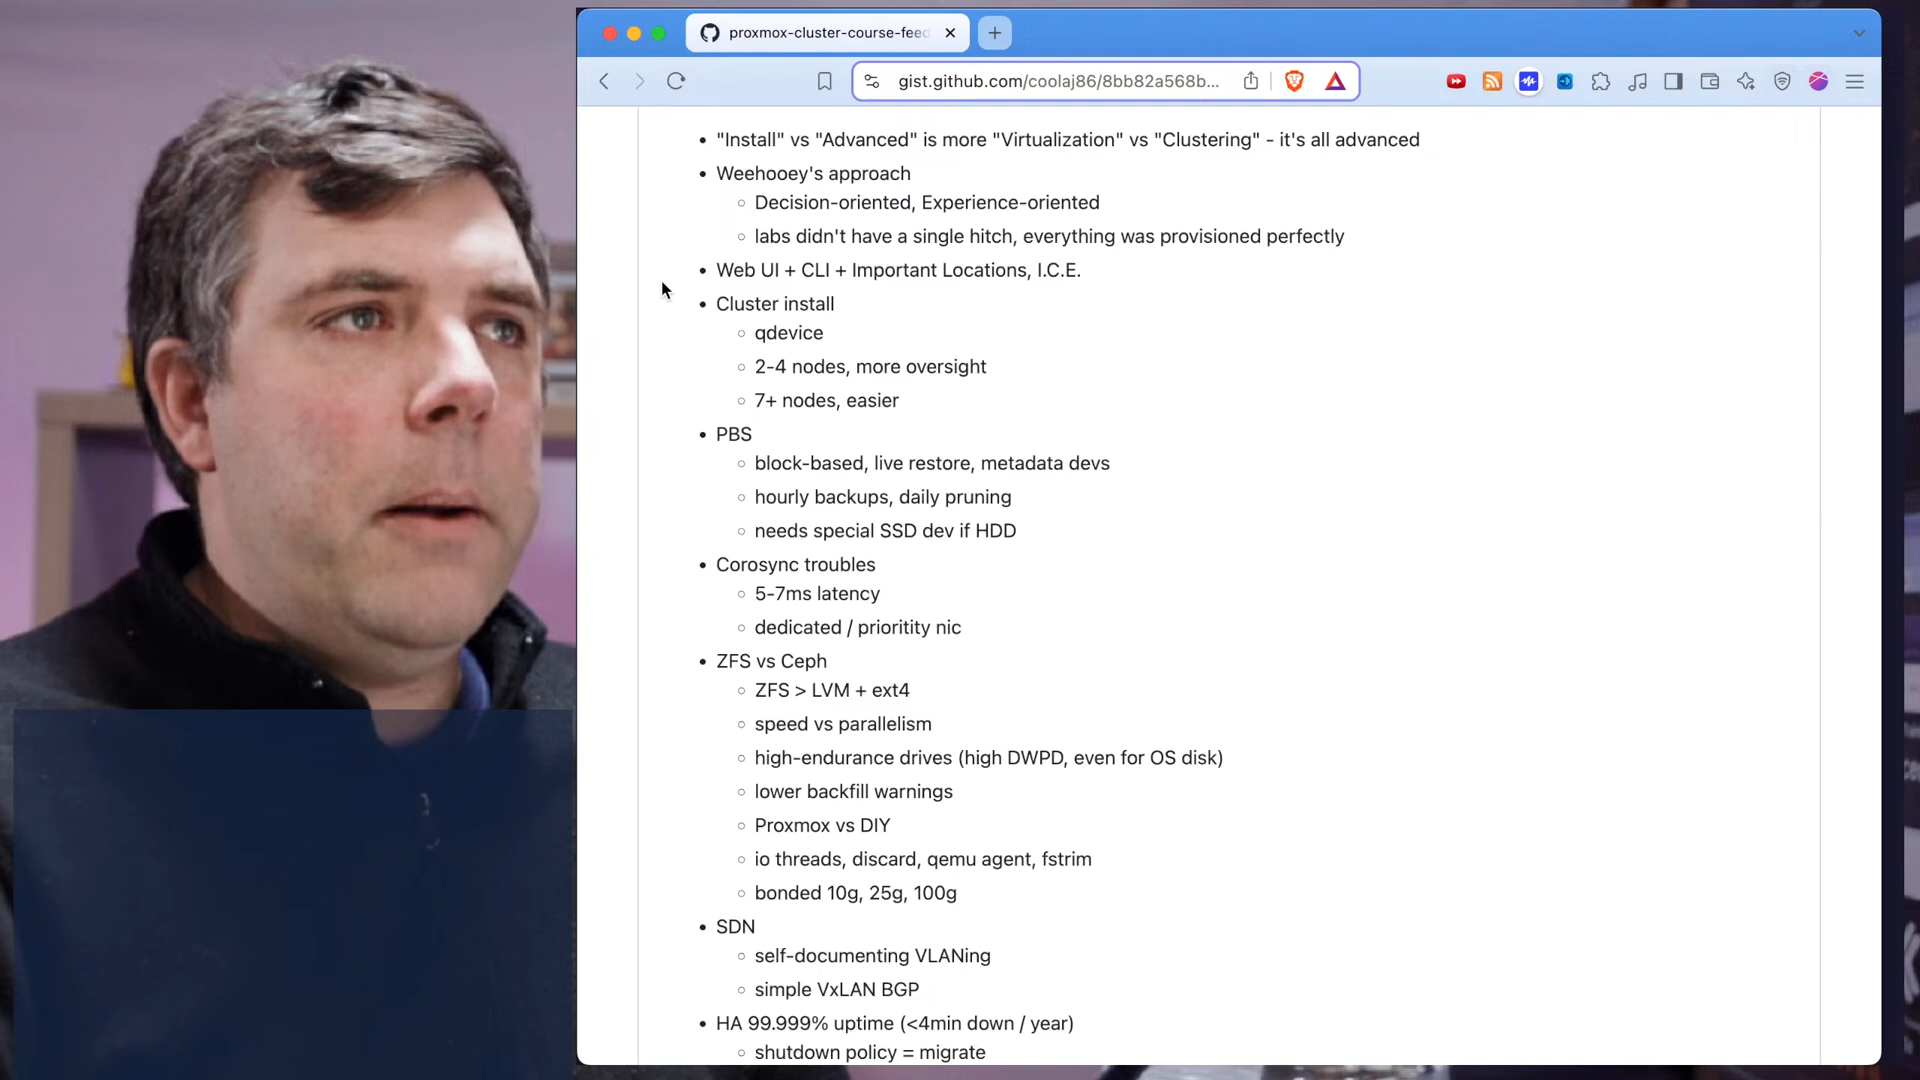 proxmox-cluster-course-feed
gist.github.com/coolaj86/8bb82a568b...
• "Install" vs "Advanced" is more "Virtualization" vs "Clustering" - it's all advanced
• Weehooey's approach
◦ Decision-oriented, Experience-oriented
◦ labs didn't have a single hitch, everything was provisioned perfectly
• Web UI + CLI + Important Locations, I.C.E.
• Cluster install
◦ qdevice
◦ 2-4 nodes, more oversight
◦ 7+ nodes, easier
• PBS
◦ block-based, live restore, metadata devs
◦ hourly backups, daily pruning
◦ needs special SSD dev if HDD
• Corosync troubles
◦ 5-7ms latency
◦ dedicated / prioritity nic
• ZFS vs Ceph
◦ ZFS > LVM + ext4
◦ speed vs parallelism
◦ high-endurance drives (high DWPD, even for OS disk)
◦ lower backfill warnings
◦ Proxmox vs DIY
◦ io threads, discard, qemu agent, fstrim
◦ bonded 10g, 25g, 100g
• SDN
◦ self-documenting VLANing
◦ simple VxLAN BGP
• HA 99.999% uptime (<4min down / year)
◦ shutdown policy = migrate